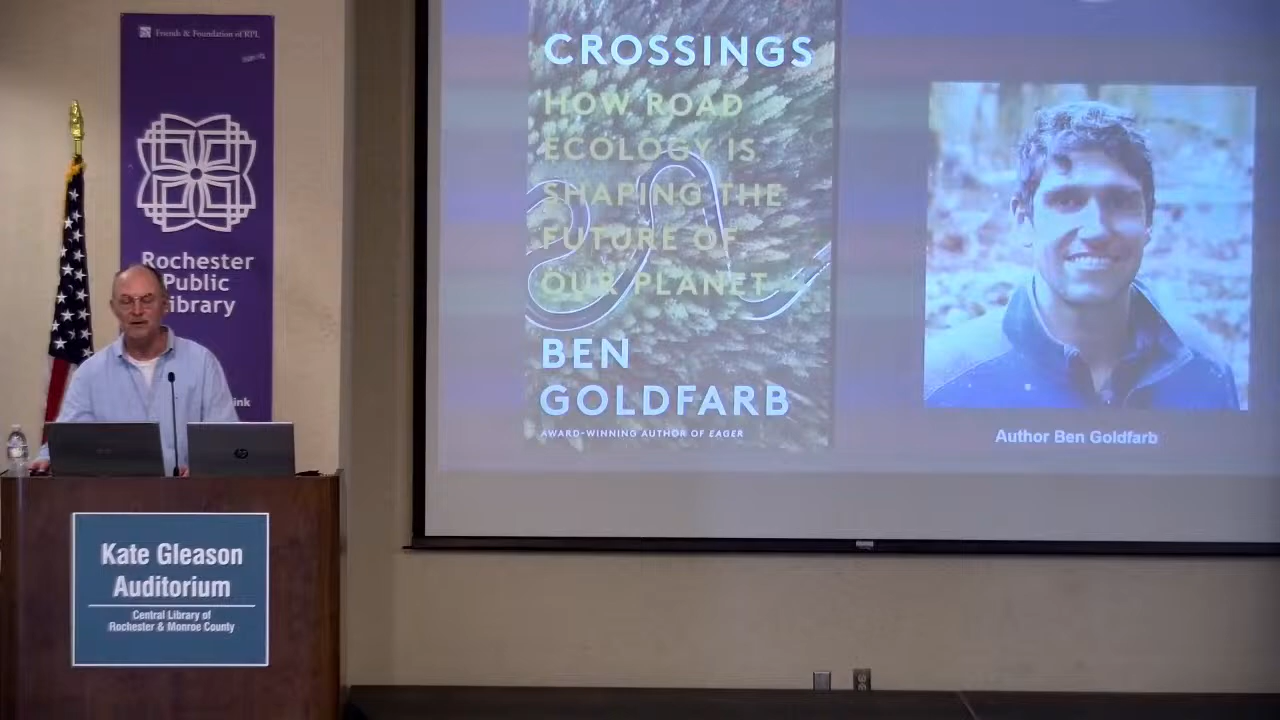 Friends & Foundation of RPL
Rochester
Public
Library
ink
Kate Gleason
Auditorium
Central Library of
Rochester & Monroe County
CROSSINGS
HOW ROAD
ECOLOGY IS
SHAPING THE
FUTURE OF
OUR PLANET
BEN
GOLDFARB
AWARD-WINNING AUTHOR OF EAGER
Author Ben Goldfarb